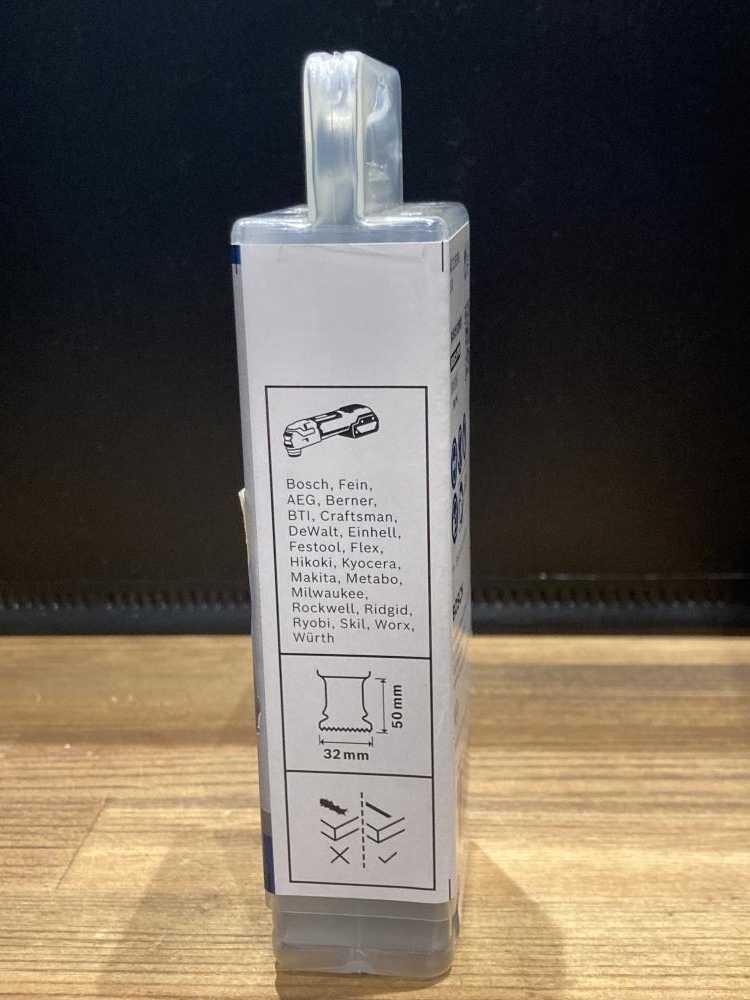 Bosch, Fein,
AEG, Berner,
BTI, Craftsman,
DeWalt, Einhell,
Festool, Flex,
Hikoki, Kyocera,
Makita, Metabo,
Milwaukee,
Rockwell, Ridgid,
Ryobi, Skil, Worx,
Würth
50 mm
32 mm